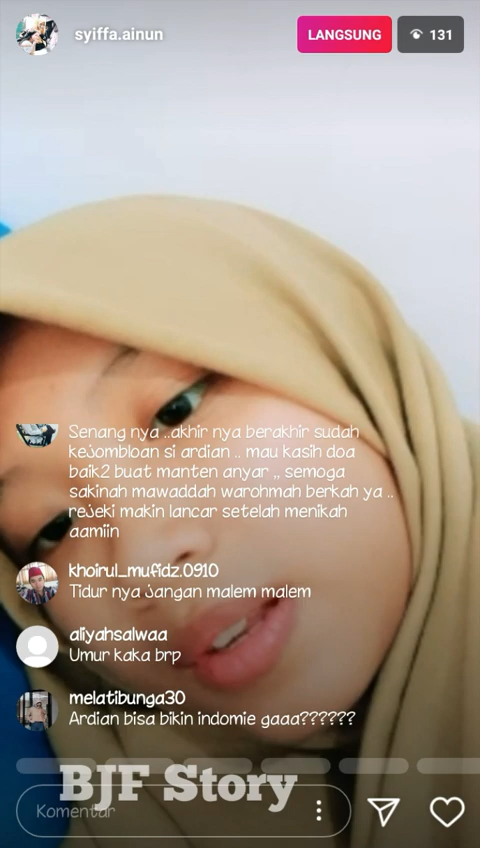 syiffa.ainun
LANGSUNG
131
Senang nya ..akhir nya berakhir sudah
kejombloan si ardian .. mau kasih doa
baik2 buat manten anyar ,, semoga
sakinah mawaddah warohmah berkah ya ..
rejeki makin lancar setelah menikah
aamiin
khoirul_mufidz.0910
Tidur nya jangan malem malem
aliyahsalwaa
Umur kaka brp
melatibunga30
Ardian bisa bikin indomie gaaa??????
BJF Story
Komentar